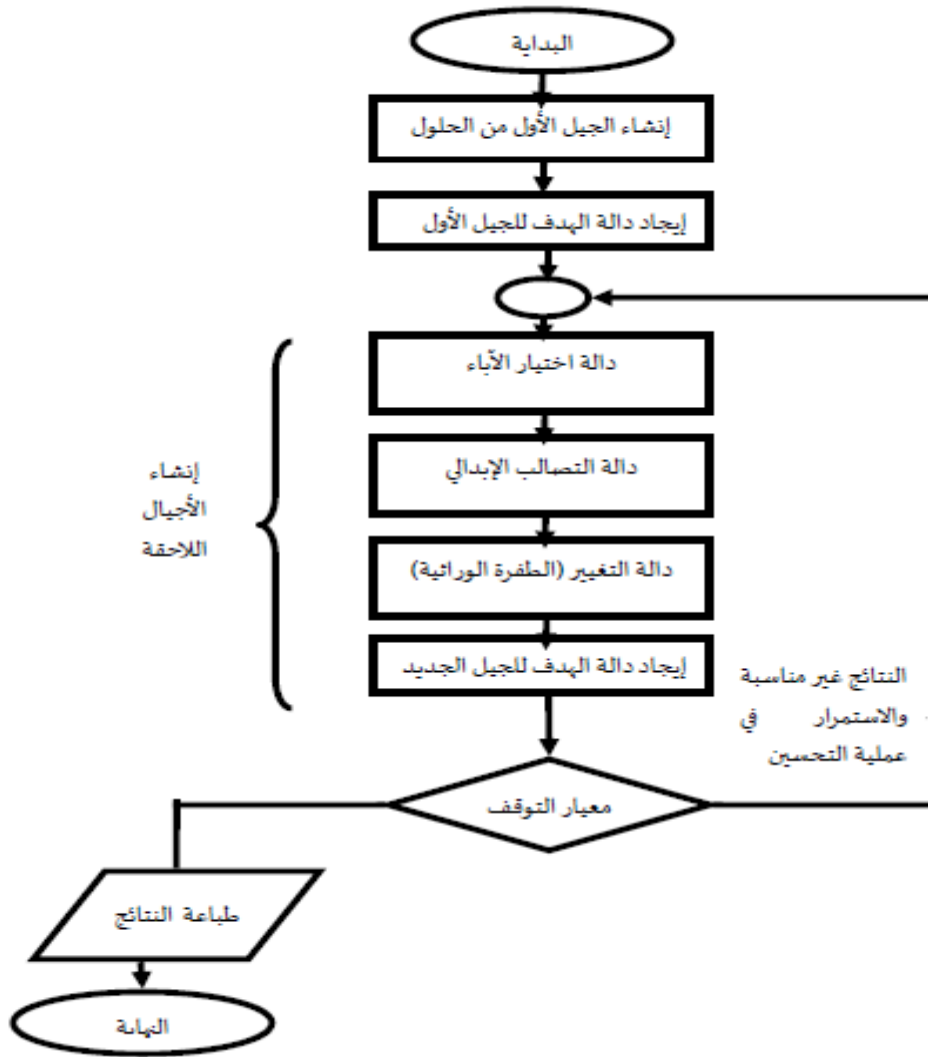 البداية
إنشاء الجيل الأول من الحلول
إيجاد دالة الهدف للجيل الأول
دالة اختيار الآباء
دالة التصالب الإبدالي
دالة التغيير (الطفرة الوراثية)
إيجاد دالة الهدف للجيل الجديد
إنشاء
الأجيال
اللاحقة
النتائج غير مناسبة
والاستمرار في
عملية التحسين
معيار التوقف
طباعة النتائج
النهاية